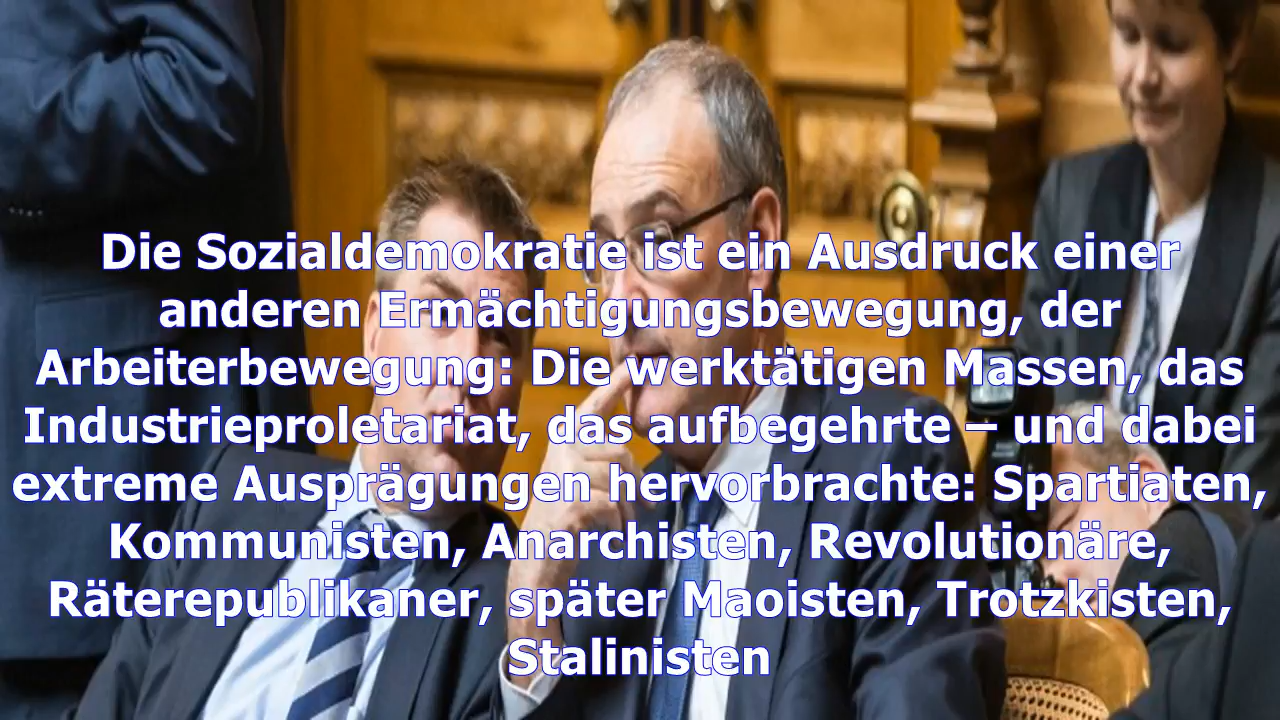 Die Sozialdemokratie ist ein Ausdruck einer
anderen Ermächtigungsbewegung, der
Arbeiterbewegung: Die werktätigen Massen, das
Industrieproletariat, das aufbegehrte – und dabei
extreme Ausprägungen hervorbrachte: Spartiaten,
Kommunisten, Anarchisten, Revolutionäre,
Räterepublikaner, später Maoisten, Trotzkisten,
Stalinisten